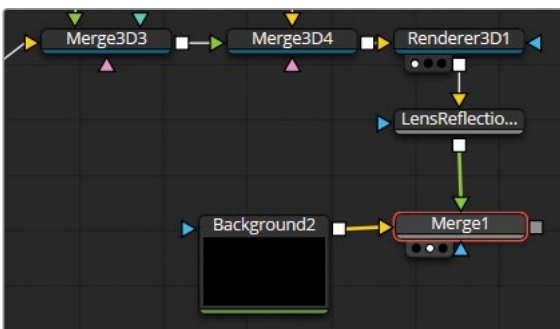 Merge3D3
Merge3D4
Renderer3D1
LensReflectio...
Background2
Merge1